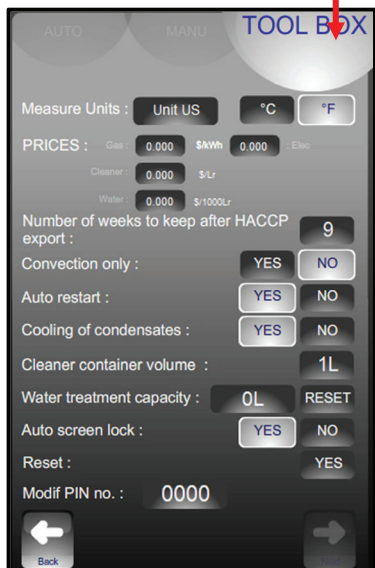 AUTO MANU TOOL BOX
Measure Units : Unit US °C °F
PRICES : Gas: 0.000 $/kWh 0.000 : Elec
Cleaner: 0.000 $/Lr
Water: 0.000 $/1000Lr
Number of weeks to keep after HACCP
export : 9
Convection only : YES NO
Auto restart : YES NO
Cooling of condensates : YES NO
Cleaner container volume : 1L
Water treatment capacity : 0L RESET
Auto screen lock : YES NO
Reset : YES
Modif PIN no. : 0000
Back